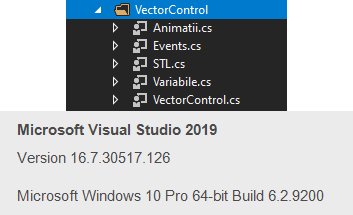 VectorControl
Animatii.cs
Events.cs
STL.cs
Variabile.cs
VectorControl.cs
Microsoft Visual Studio 2019
Version 16.7.30517.126
Microsoft Windows 10 Pro 64-bit Build 6.2.9200